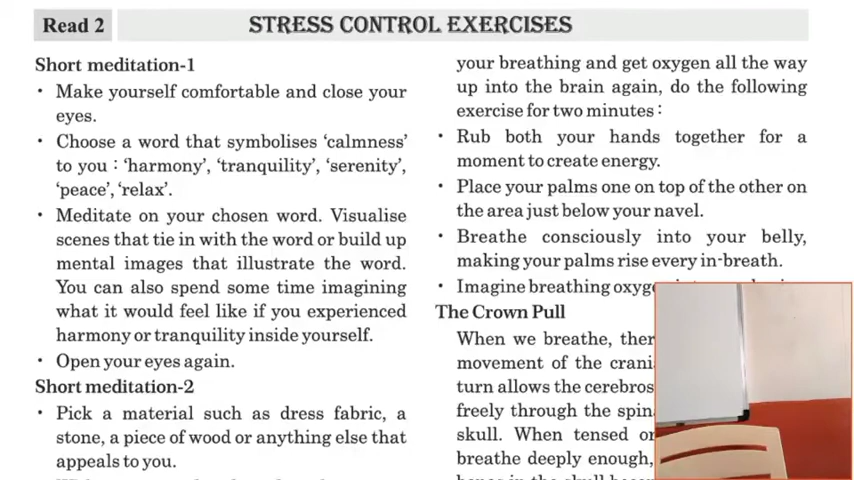 Read 2
STRESS CONTROL EXERCISES
Short meditation-1
• Make yourself comfortable and close your
eyes.
• Choose a word that symbolises ‘calmness’
to you : ‘harmony’, ‘tranquility’, ‘serenity’,
‘peace’, ‘relax’.
• Meditate on your chosen word. Visualise
scenes that tie in with the word or build up
mental images that illustrate the word.
You can also spend some time imagining
what it would feel like if you experienced
harmony or tranquility inside yourself.
• Open your eyes again.
Short meditation-2
• Pick a material such as dress fabric, a
stone, a piece of wood or anything else that
appeals to you.
your breathing and get oxygen all the way
up into the brain again, do the following
exercise for two minutes :
• Rub both your hands together for a
moment to create energy.
• Place your palms one on top of the other on
the area just below your navel.
• Breathe consciously into your belly,
making your palms rise every in-breath.
• Imagine breathing
The Crown Pull
When we breathe,
movement of the
turn allows the
freely through the
skull. When tensed or
breathe deeply enough,